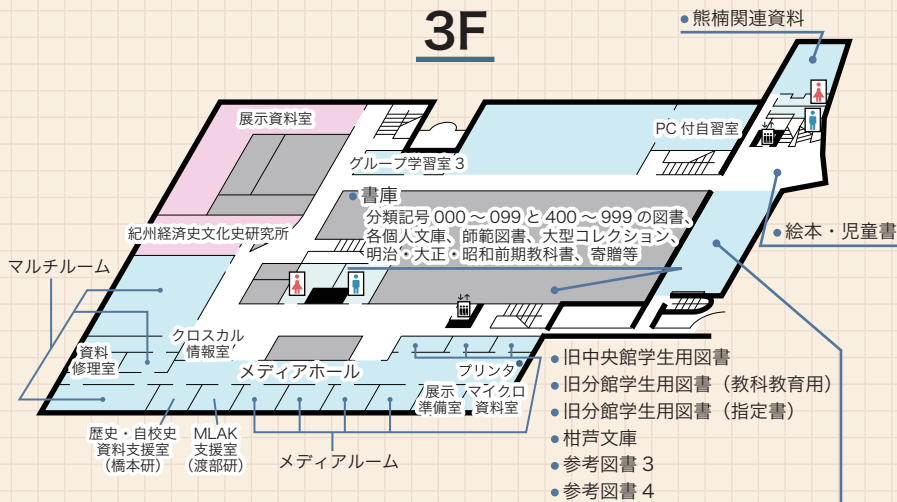 3F
熊楠関連資料
展示資料室
PC 付自習室
グループ学習室 3
書庫
分類記号 000 ～ 099 と 400 ～ 999 の図書、
各個人文庫、師範図書、大型コレクション、
明治・大正・昭和前期教科書、寄贈等
紀州経済史文化史研究所
絵本・児童書
マルチルーム
クロスカル
情報室
資料
修理室
メディアホール
プリンタ
展示
準備室
マイクロ
資料室
歴史・自校史
資料支援室
（橋本研）
MLAK
支援室
（渡部研）
メディアルーム
旧中央館学生用図書
旧分館学生用図書（教科教育用）
旧分館学生用図書（指定書）
柑芦文庫
参考図書 3
参考図書 4